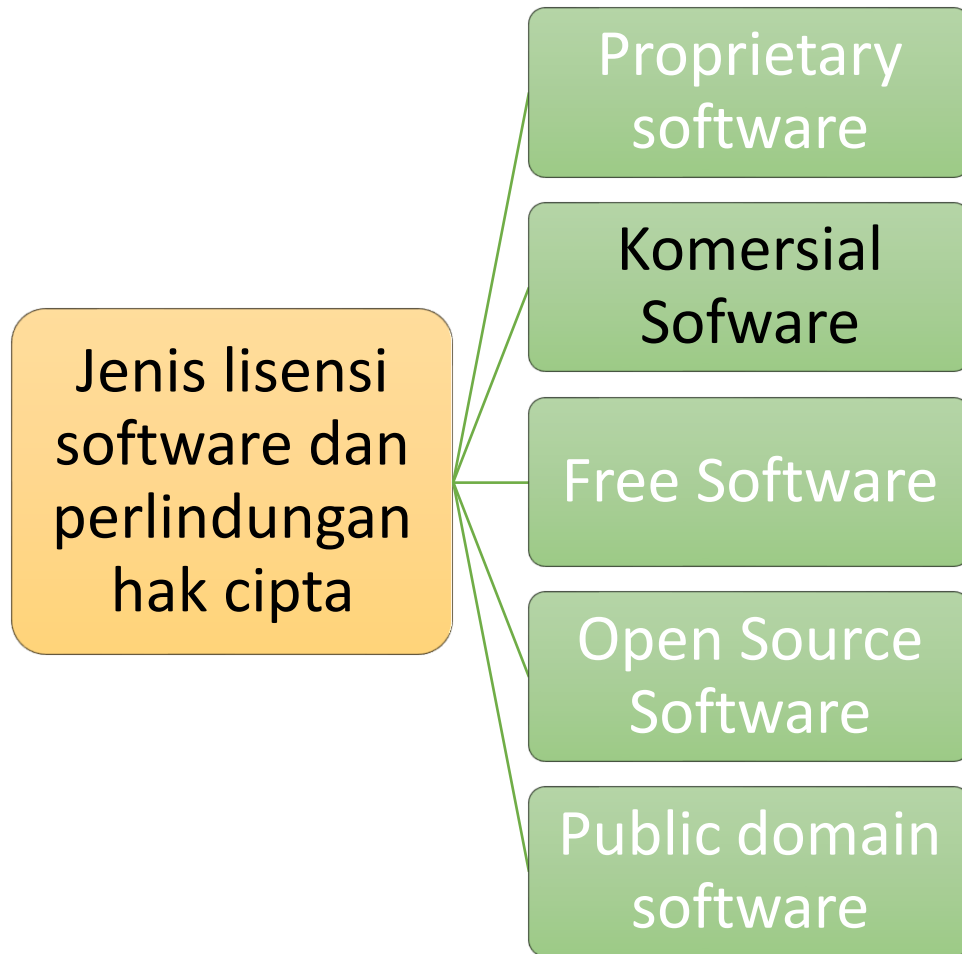 Jenis lisensi
software dan
perlindungan
hak cipta
Proprietary
software
Komersial
Sofware
Free Software
Open Source
Software
Public domain
software